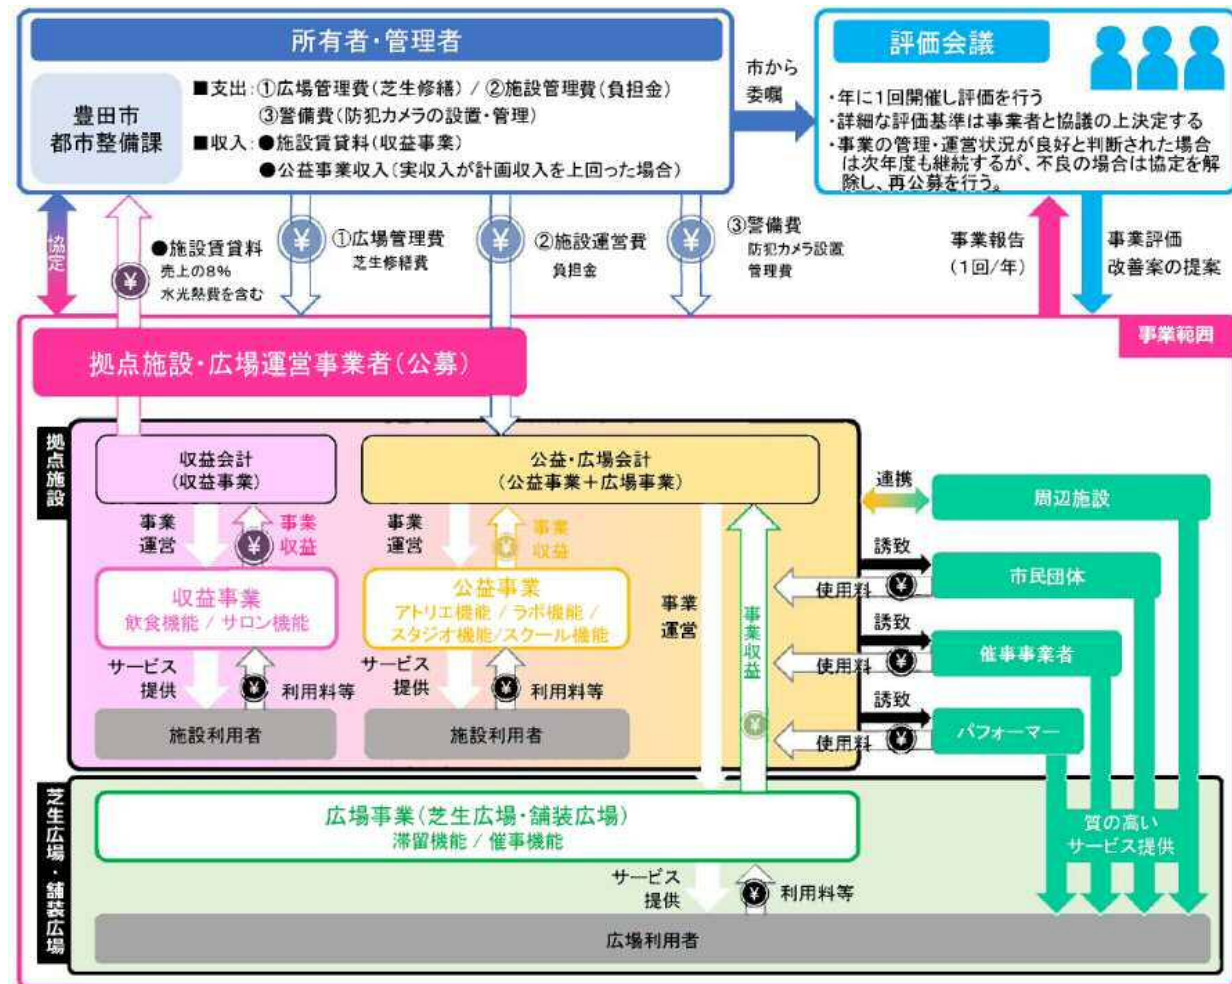 所有者・管理者
豊田市
都市整備課
■支出:①広場管理費(芝生修繕) / ②施設管理費(負担金)
③警備費(防犯カメラの設置・管理)
■収入:●施設賃貸料(収益事業)
●公益事業収入(実収入が計画収入を上回った場合)
市から
委嘱
評価会議
・年に1回開催し評価を行う
・詳細な評価基準は事業者と協議の上決定する
・事業の管理・運営状況が良好と判断された場合
は次年度も継続するが、不良の場合は協定を解
除し、再公募を行う。
協定
●施設賃貸料
売上の8%
水光熱費を含む
¥
¥
①広場管理費
芝生修繕費
¥
②施設運営費
負担金
¥
③警備費
防犯カメラ設置
管理費
事業報告
(1回/年)
事業評価
改善案の提案
事業範囲
拠点施設・広場運営事業者(公募)
拠点施設
収益会計
(収益事業)
公益・広場会計
(公益事業+広場事業)
事業
運営
¥
事業
収益
事業
運営
¥
事業
収益
収益事業
飲食機能 / サロン機能
公益事業
アトリエ機能 / ラボ機能 /
スタジオ機能/スクール機能
サービス
提供
¥
利用料等
サービス
提供
¥
利用料等
施設利用者
施設利用者
事業
運営
事業収益
¥
連携
周辺施設
誘致
市民団体
使用料
¥
誘致
催事事業者
使用料
¥
誘致
パフォーマー
使用料
¥
質の高い
サービス提供
芝生広場・舗装広場
広場事業(芝生広場・舗装広場)
滞留機能 / 催事機能
サービス
提供
¥
利用料等
広場利用者